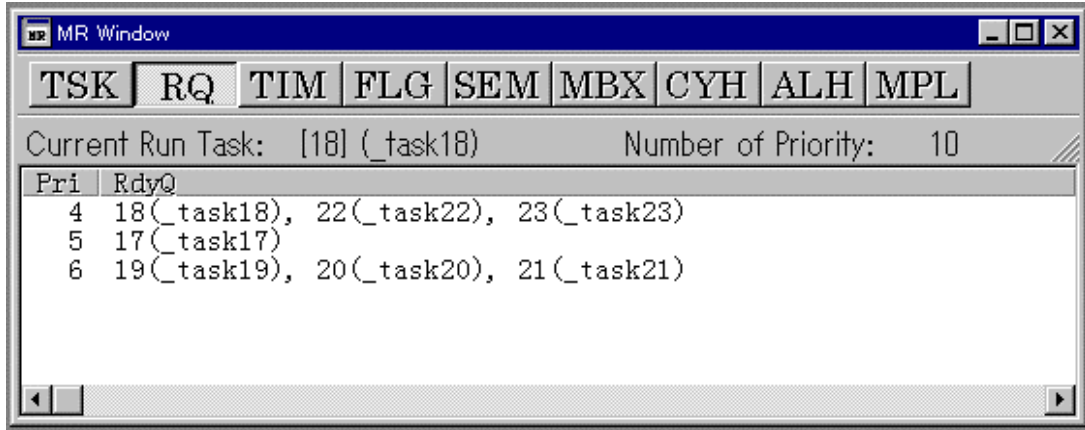 MR MR Window
TSK RQ TIM FLG SEM MBX CYH ALH MPL
Current Run Task: [18] (_task18) Number of Priority: 10
Pri RdyQ
4 18(_task18), 22(_task22), 23(_task23)
5 17(_task17)
6 19(_task19), 20(_task20), 21(_task21)